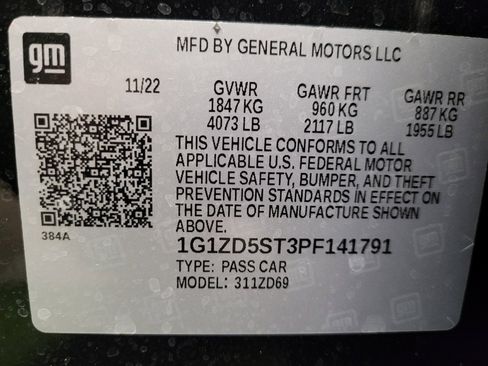 gm
MFD BY GENERAL MOTORS LLC
11/22 GVWR GAWR FRT GAWR RR
1847 KG 960 KG 887 KG
4073 LB 2117 LB 1955 LB
THIS VEHICLE CONFORMS TO ALL
APPLICABLE U.S. FEDERAL MOTOR
VEHICLE SAFETY, BUMPER, AND THEFT
PREVENTION STANDARDS IN EFFECT ON
THE DATE OF MANUFACTURE SHOWN
ABOVE.
384A
1G1ZD5ST3PF141791
TYPE: PASS CAR
MODEL: 311ZD69